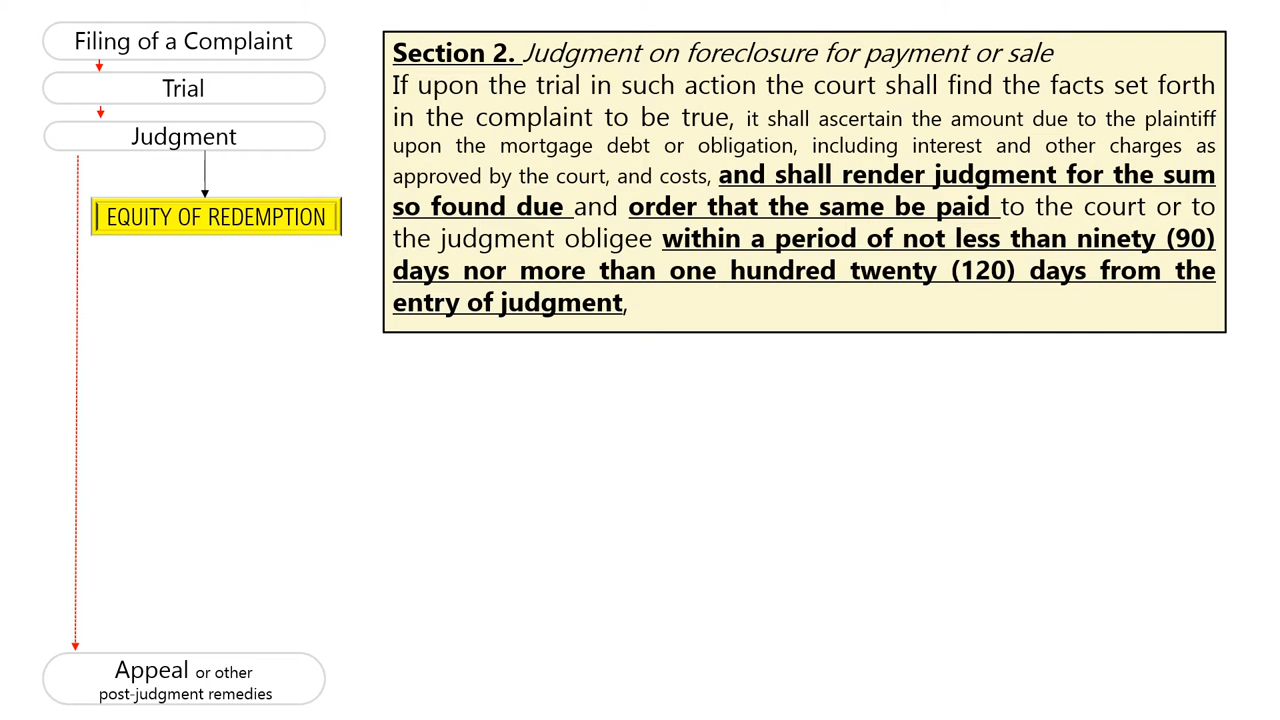 Filing of a Complaint
Trial
Judgment
EQUITY OF REDEMPTION
Appeal or other
post-judgment remedies
Section 2. Judgment on foreclosure for payment or sale
If upon the trial in such action the court shall find the facts set forth
in the complaint to be true, it shall ascertain the amount due to the plaintiff
upon the mortgage debt or obligation, including interest and other charges as
approved by the court, and costs, and shall render judgment for the sum
so found due and order that the same be paid to the court or to
the judgment obligee within a period of not less than ninety (90)
days nor more than one hundred twenty (120) days from the
entry of judgment,